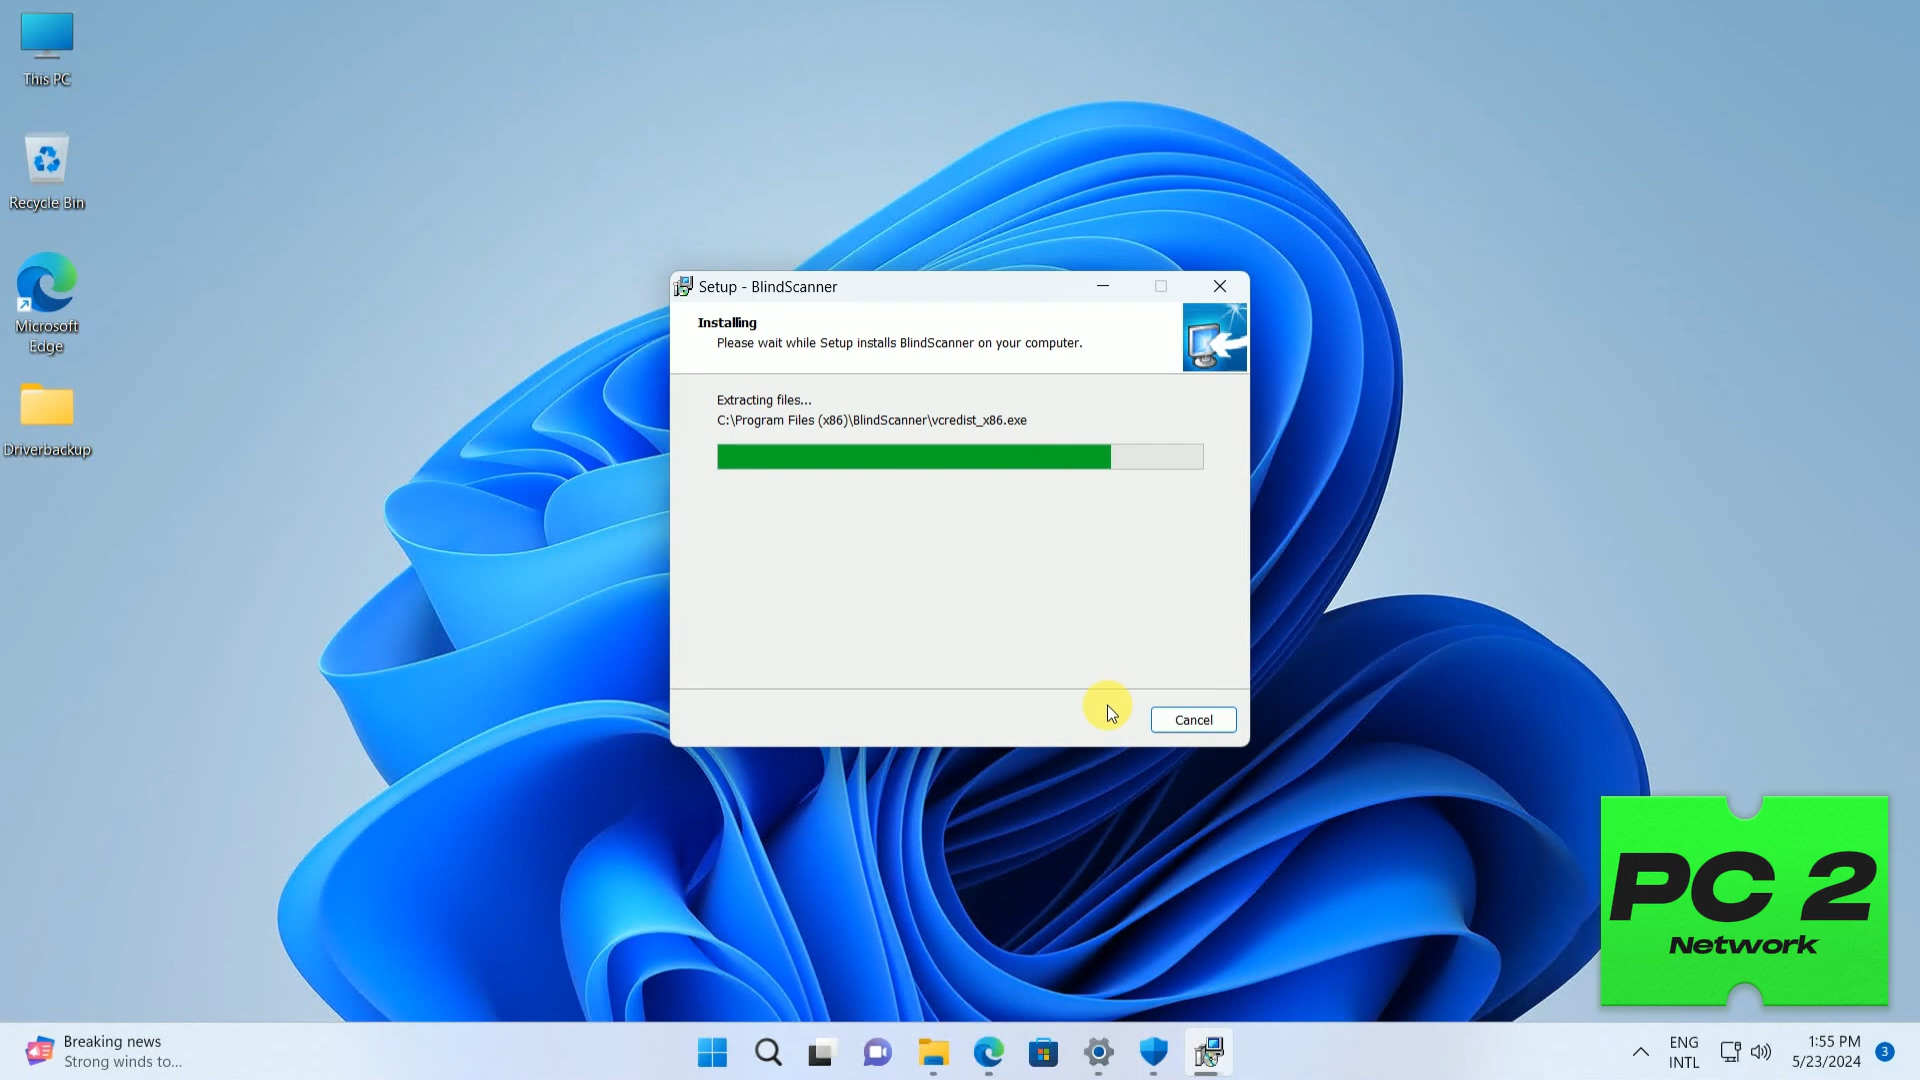 This PC
Recycle Bin
Microsoft
Edge
Driverbackup
Setup - BlindScanner
Installing
Please wait while Setup installs BlindScanner on your computer.
Extracting files...
C:\Program Files (x86)\BlindScanner\vcredist_x86.exe
Cancel
PC 2
Network
Breaking news
Strong winds to...
ENG
INTL
1:55 PM
5/23/2024
3